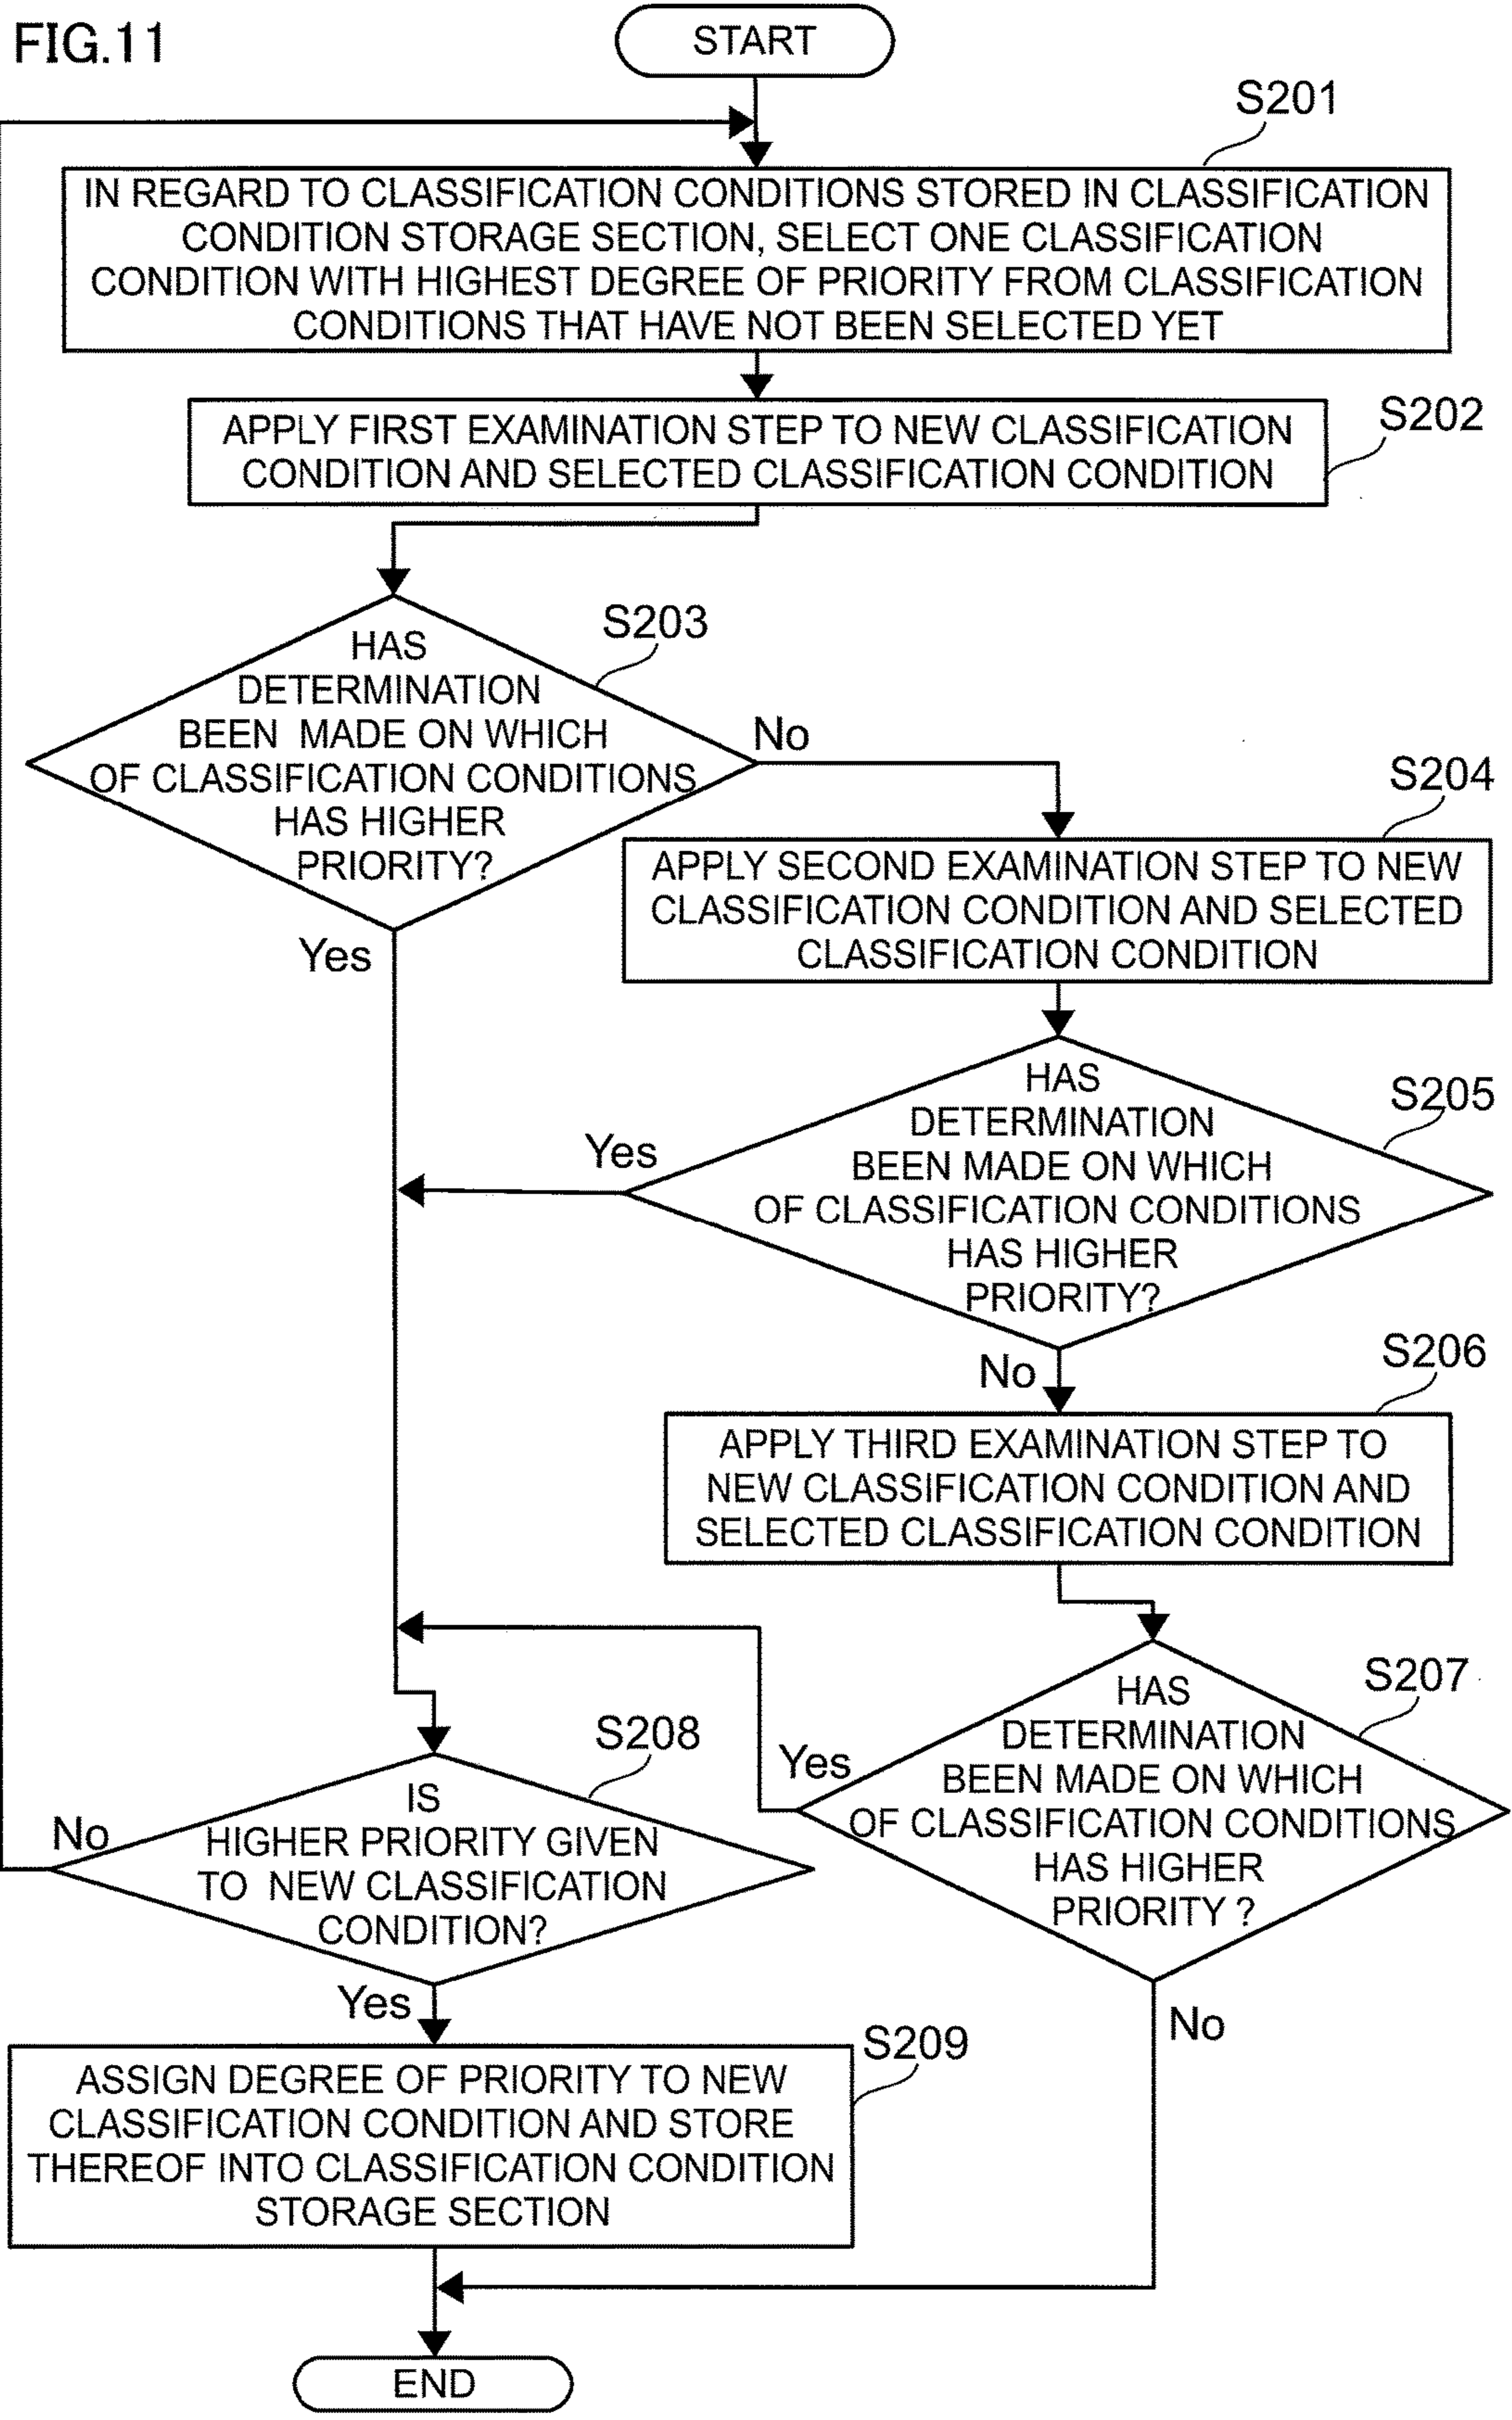 FIG.11
START
S201
IN REGARD TO CLASSIFICATION CONDITIONS STORED IN CLASSIFICATION
CONDITION STORAGE SECTION, SELECT ONE CLASSIFICATION
CONDITION WITH HIGHEST DEGREE OF PRIORITY FROM CLASSIFICATION
CONDITIONS THAT HAVE NOT BEEN SELECTED YET
S202
APPLY FIRST EXAMINATION STEP TO NEW CLASSIFICATION
CONDITION AND SELECTED CLASSIFICATION CONDITION
S203
HAS
DETERMINATION
BEEN MADE ON WHICH
OF CLASSIFICATION CONDITIONS
HAS HIGHER
PRIORITY?
No
Yes
S204
APPLY SECOND EXAMINATION STEP TO NEW
CLASSIFICATION CONDITION AND SELECTED
CLASSIFICATION CONDITION
S205
HAS
DETERMINATION
BEEN MADE ON WHICH
OF CLASSIFICATION CONDITIONS
HAS HIGHER
PRIORITY?
Yes
No
S206
APPLY THIRD EXAMINATION STEP TO
NEW CLASSIFICATION CONDITION AND
SELECTED CLASSIFICATION CONDITION
S207
HAS
DETERMINATION
BEEN MADE ON WHICH
OF CLASSIFICATION CONDITIONS
HAS HIGHER
PRIORITY ?
Yes
No
S208
IS
HIGHER PRIORITY GIVEN
TO NEW CLASSIFICATION
CONDITION?
No
Yes
S209
ASSIGN DEGREE OF PRIORITY TO NEW
CLASSIFICATION CONDITION AND STORE
THEREOF INTO CLASSIFICATION CONDITION
STORAGE SECTION
END